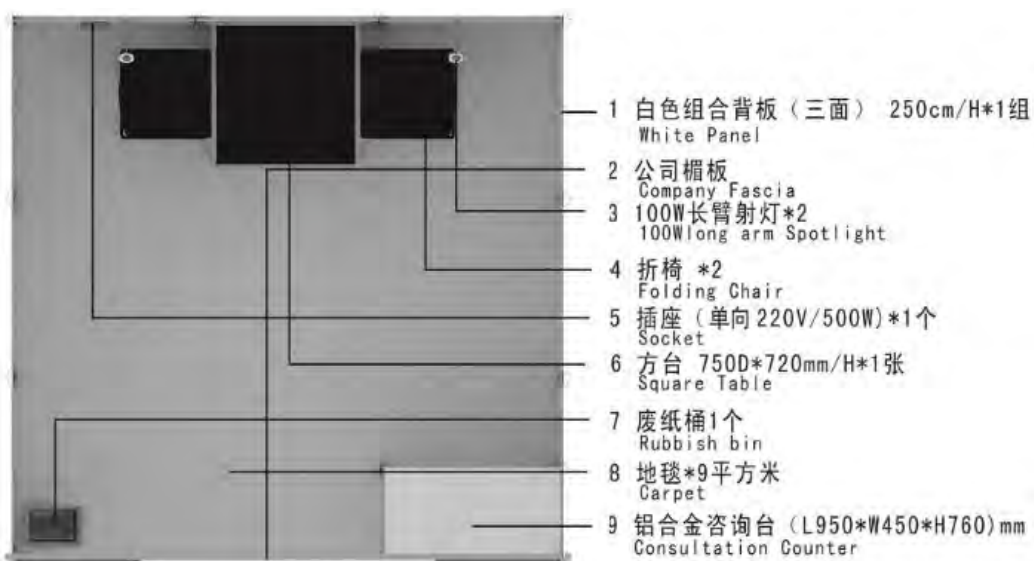 1 白色组合背板（三面） 250cm/H*1组
White Panel
2 公司楣板
Company Fascia
3 100W长臂射灯*2
100Wlong arm Spotlight
4 折椅 *2
Folding Chair
5 插座（单向220V/500W)*1个
Socket
6 方台 750D*720mm/H*1张
Square Table
7 废纸桶1个
Rubbish bin
8 地毯*9平方米
Carpet
9 铝合金咨询台（L950*W450*H760)mm
Consultation Counter